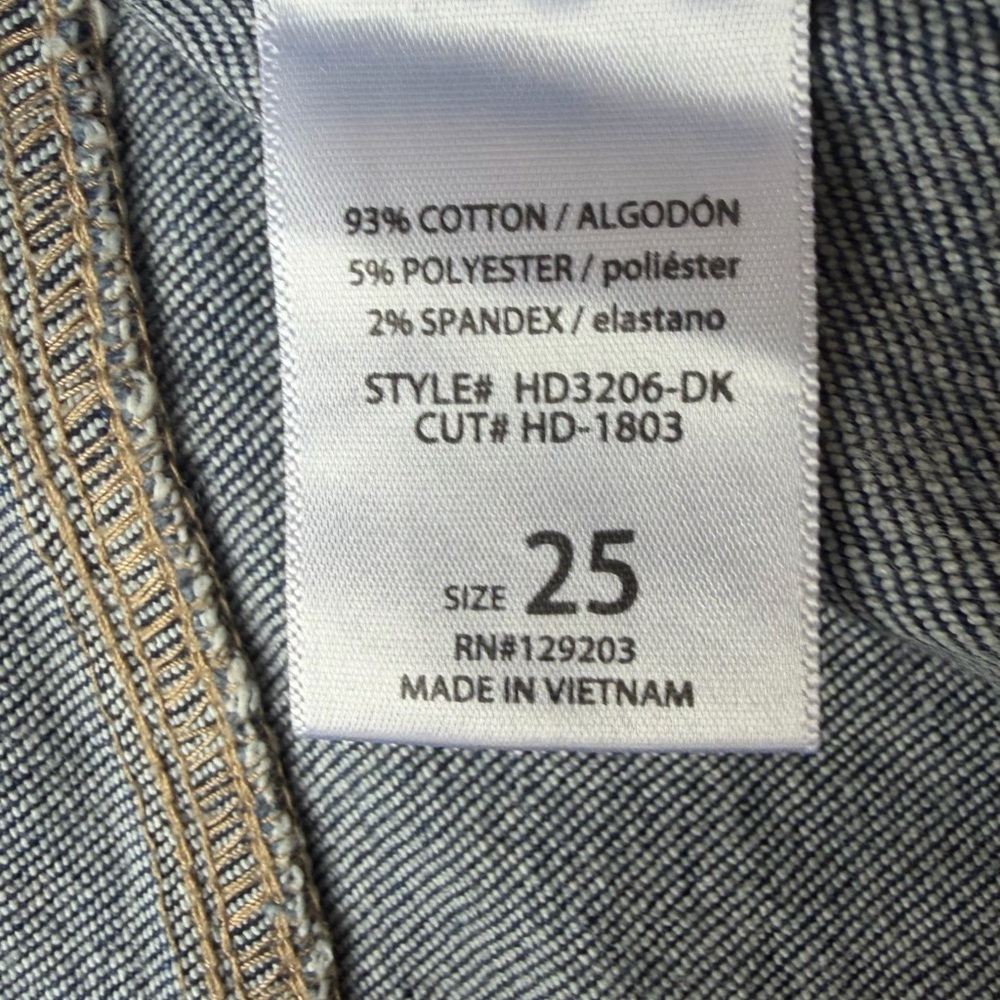 93% COTTON / ALGODÓN
5% POLYESTER / poliéster
2% SPANDEX / elastano
STYLE# HD3206-DK
CUT# HD-1803
SIZE 25
RN#129203
MADE IN VIETNAM